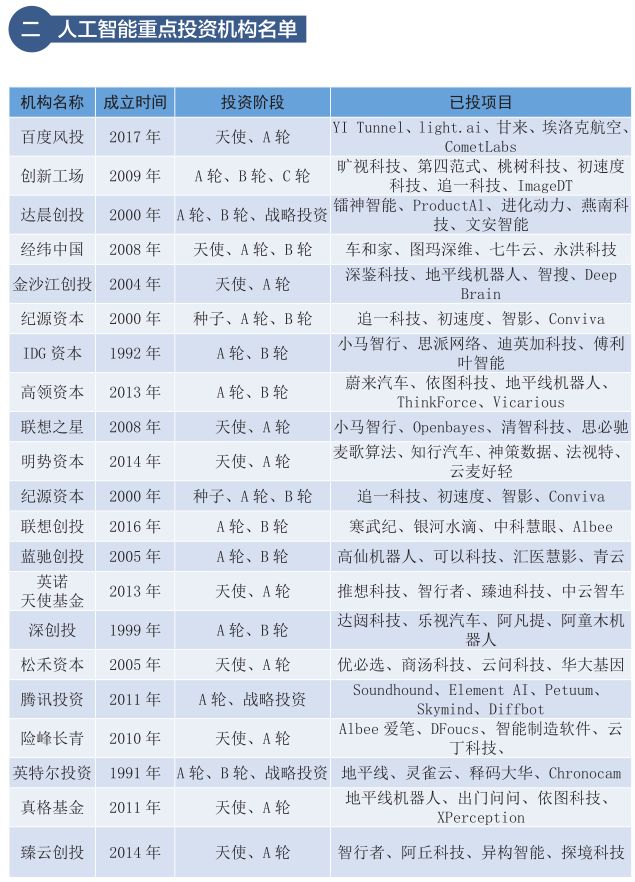 二 人工智能重点投资机构名单
机构名称 成立时间 投资阶段 已投项目
百度风投 2017 年 天使、A 轮 YI Tunnel、light.ai、甘来、埃洛克航空、
CometLabs
创新工场 2009 年 A 轮、B 轮、C 轮 旷视科技、第四范式、桃树科技、初速度
科技、追一科技、ImageDT
达晨创投 2000 年 A 轮、B 轮、战略投资 镭神智能、ProductAl、进化动力、燕南科
技、文安智能
经纬中国 2008 年 天使、A 轮、B 轮 车和家、图玛深维、七牛云、永洪科技
金沙江创投 2004 年 天使、A 轮 深鉴科技、地平线机器人、智搜、Deep
Brain
纪源资本 2000 年 种子、A 轮、B 轮 追一科技、初速度、智影、Conviva
IDG 资本 1992 年 A 轮、B 轮 小马智行、思派网络、迪英加科技、傅利
叶智能
高领资本 2013 年 A 轮、B 轮 蔚来汽车、依图科技、地平线机器人、
ThinkForce、Vicarious
联想之星 2008 年 天使、A 轮 小马智行、Openbayes、清智科技、思必驰
明势资本 2014 年 天使、A 轮 麦歌算法、知行汽车、神策数据、法视特、
云麦好轻
纪源资本 2000 年 种子、A 轮、B 轮 追一科技、初速度、智影、Conviva
联想创投 2016 年 A 轮、B 轮 寒武纪、银河水滴、中科慧眼、Albee
蓝驰创投 2005 年 A 轮、B 轮 高仙机器人、可以科技、汇医慧影、青云
英诺
天使基金 2013 年 天使、A 轮 推想科技、智行者、臻迪科技、中云智车
深创投 1999 年 A 轮、B 轮 达闼科技、乐视汽车、阿凡提、阿童木机
器人
松禾资本 2005 年 天使、A 轮 优必选、商汤科技、云问科技、华大基因
腾讯投资 2011 年 A 轮、战略投资 Soundhound、Element AI、Petuum、
Skymind、Diffbot
险峰长青 2010 年 天使、A 轮 Albee 爱笔、DFoucs、智能制造软件、云
丁科技、
英特尔投资 1991 年 A 轮、B 轮、战略投资 地平线、灵雀云、释码大华、Chronocam
真格基金 2011 年 天使、A 轮 地平线机器人、出门问问、依图科技、
XPerception
臻云创投 2014 年 天使、A 轮 智行者、阿丘科技、异构智能、探境科技